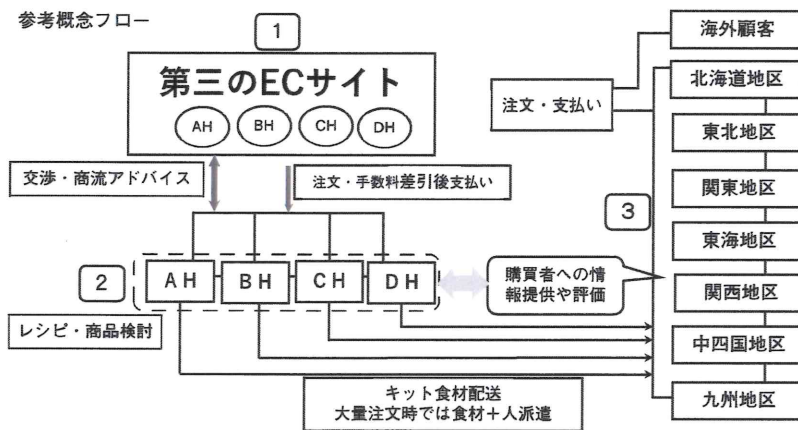 参考概念フロー
1
第三のECサイト
AH
BH
CH
DH
交渉・商流アドバイス
注文・手数料差引後支払い
2
AH
BH
CH
DH
レシピ・商品検討
購買者への情
報提供や評価
キット食材配送
大量注文時では食材＋人派遣
注文・支払い
3
海外顧客
北海道地区
東北地区
関東地区
東海地区
関西地区
中四国地区
九州地区